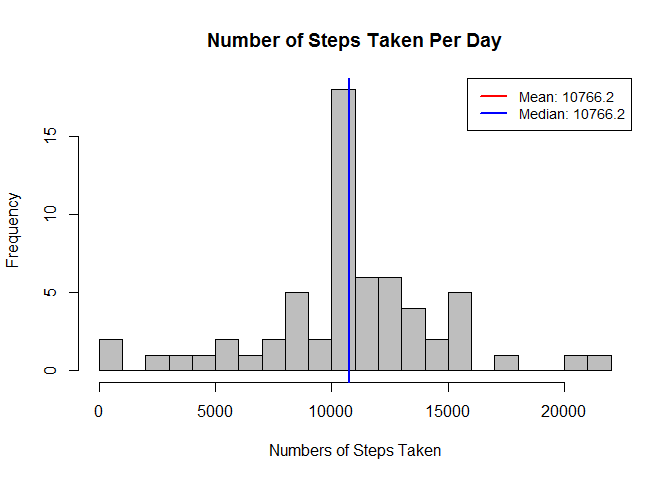 Number of Steps Taken Per Day
Mean: 10766.2
Median: 10766.2
Frequency
15
10
5
0
0 5000 10000 15000 20000
Numbers of Steps Taken